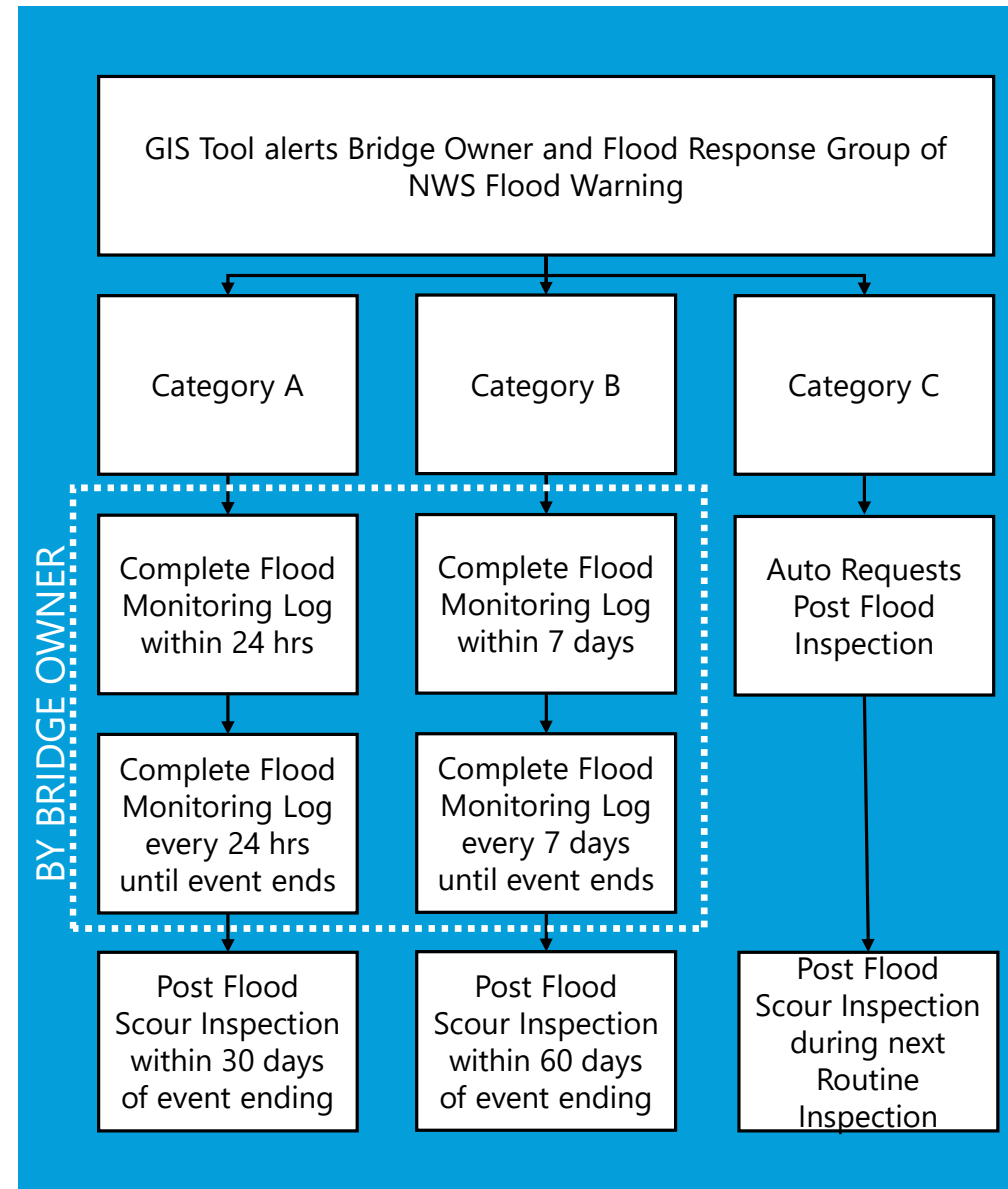 GIS Tool alerts Bridge Owner and Flood Response Group of
NWS Flood Warning
Category A
Category B
Category C
BY BRIDGE OWNER
Complete Flood
Monitoring Log
within 24 hrs
Complete Flood
Monitoring Log
within 7 days
Auto Requests
Post Flood
Inspection
Complete Flood
Monitoring Log
every 24 hrs
until event ends
Complete Flood
Monitoring Log
every 7 days
until event ends
Post Flood
Scour Inspection
within 30 days
of event ending
Post Flood
Scour Inspection
within 60 days
of event ending
Post Flood
Scour Inspection
during next
Routine
Inspection